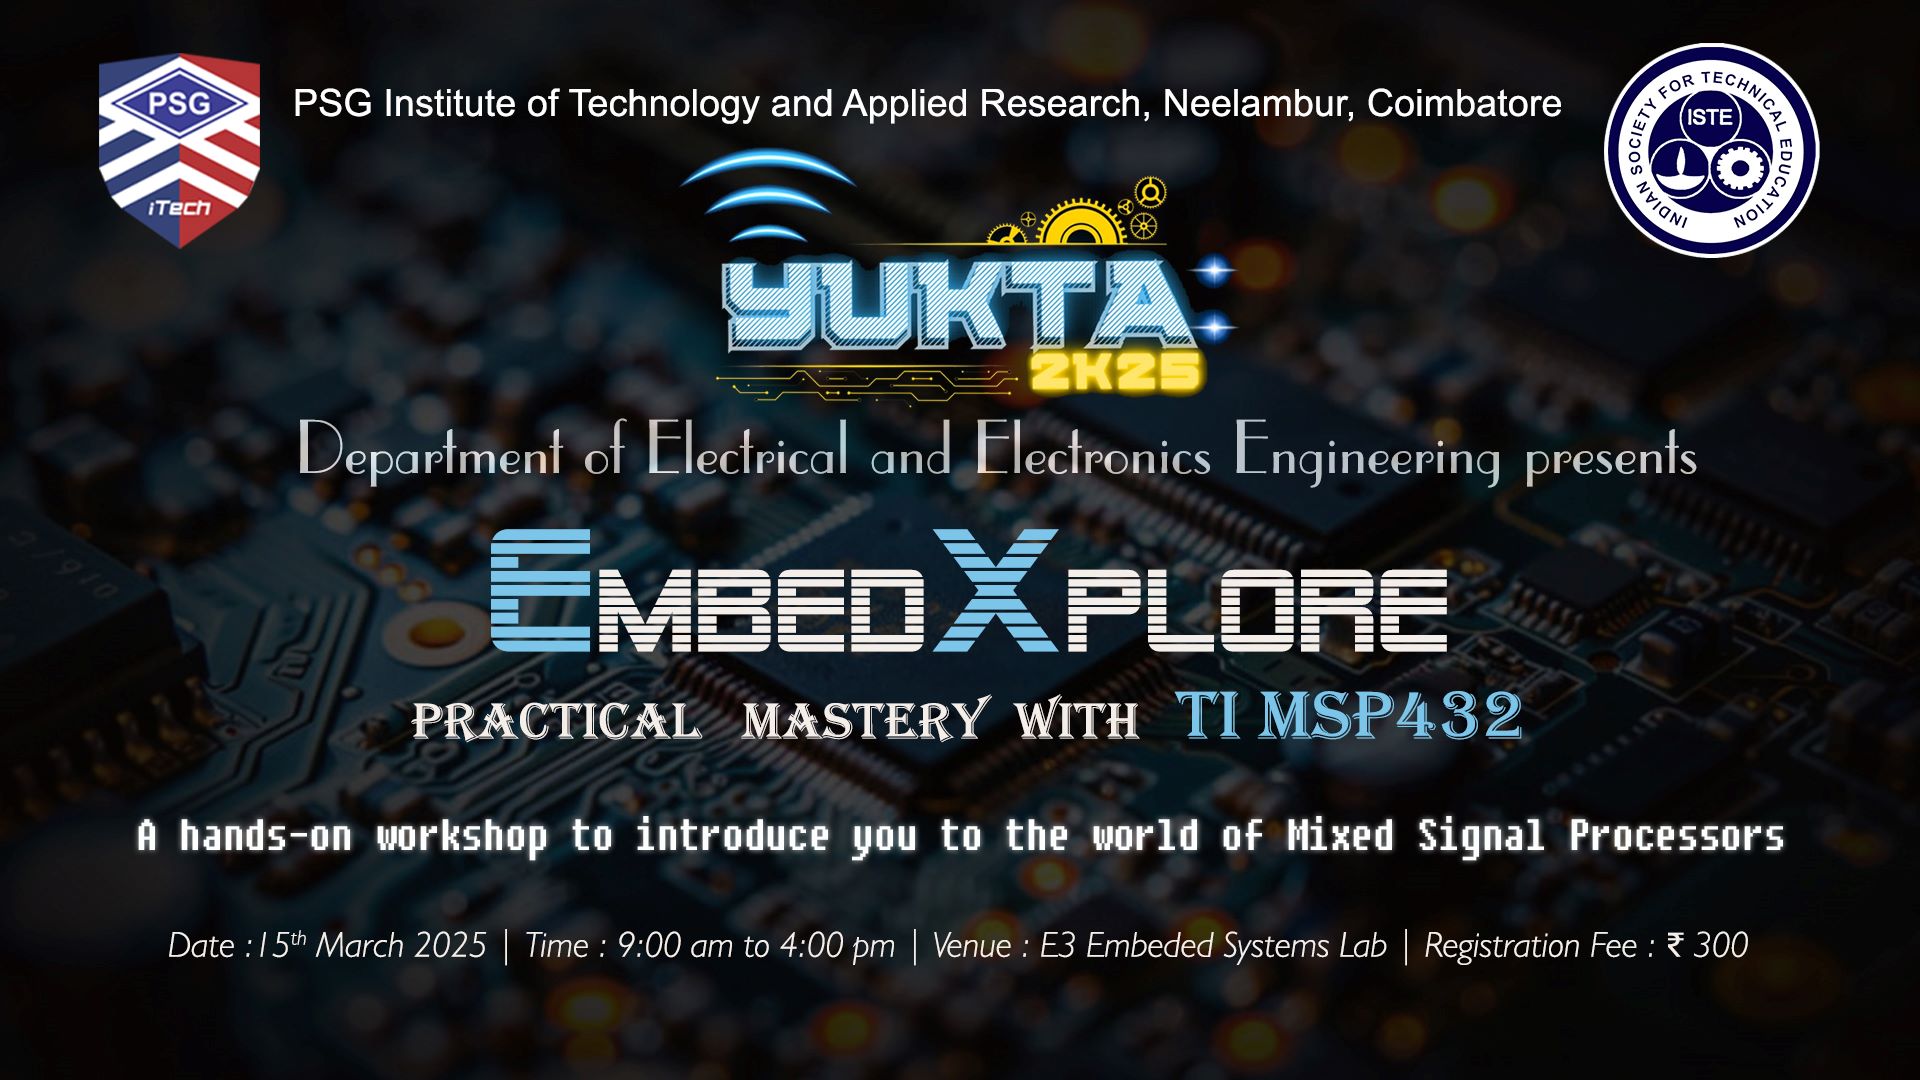 PSG
iTech
PSG Institute of Technology and Applied Research, Neelambur, Coimbatore
INDIAN SOCIETY FOR TECHNICAL EDUCATION
ISTE
YUKTA
2K25
Department of Electrical and Electronics Engineering presents
EMBEDXPLORE
PRACTICAL MASTERY WITH TI MSP432
A hands-on workshop to introduce you to the world of Mixed Signal Processors
Date :15th March 2025 | Time : 9:00 am to 4:00 pm | Venue : E3 Embeded Systems Lab | Registration Fee : ₹ 300